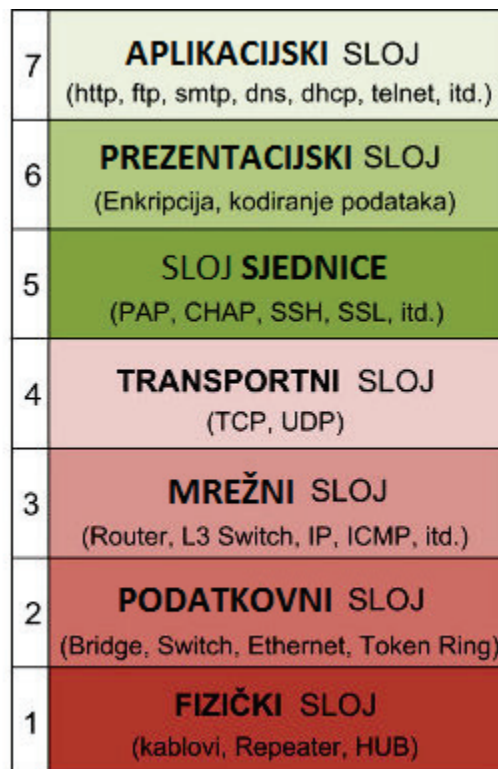 7
APLIKACIJSKI SLOJ
(http, ftp, smtp, dns, dhcp, telnet, itd.)
6
PREZENTACIJSKI SLOJ
(Enkripcija, kodiranje podataka)
5
SLOJ SJEDNICE
(PAP, CHAP, SSH, SSL, itd.)
4
TRANSPORTNI SLOJ
(TCP, UDP)
3
MREŽNI SLOJ
(Router, L3 Switch, IP, ICMP, itd.)
2
PODATKOVNI SLOJ
(Bridge, Switch, Ethernet, Token Ring)
1
FIZIČKI SLOJ
(kablovi, Repeater, HUB)